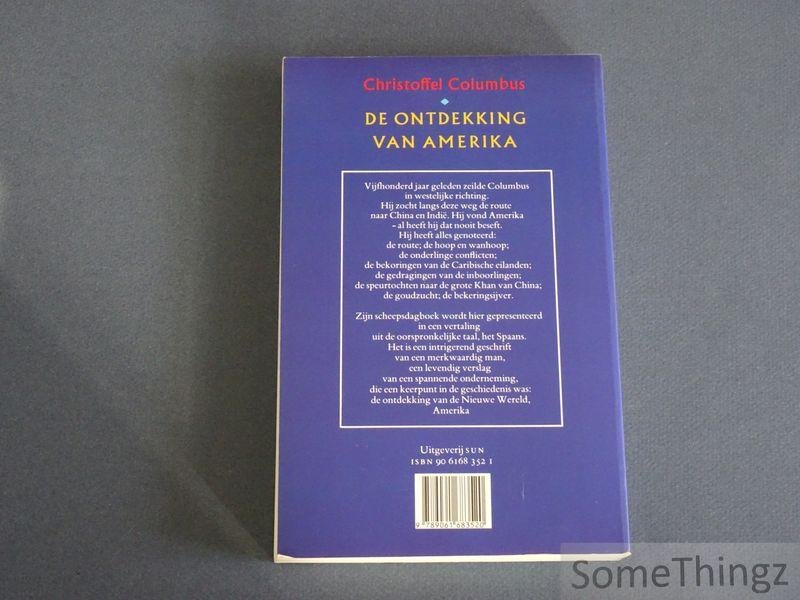 Christoffel Columbus
DE ONTDEKKING
VAN AMERIKA
Vijfhonderd jaar geleden zeilde Columbus
in westelijke richting.
Hij zocht langs deze weg de route
naar China en Indië. Hij vond Amerika
– al heeft hij dat nooit beseft.
Hij heeft alles genoteerd:
de route; de hoop en wanhoop;
de onderlinge conflicten;
de bekoringen van de Caribische eilanden;
de gedragingen van de inboorlingen;
de speurtochten naar de grote Khan van China;
de goudzucht; de bekeringsijver.
Zijn scheepsdagboek wordt hier gepresenteerd
in een vertaling
uit de oorspronkelijke taal, het Spaans.
Het is een intrigerend geschrift
van een merkwaardig man,
een levendig verslag
van een spannende onderneming,
die een keerpunt in de geschiedenis was:
de ontdekking van de Nieuwe Wereld,
Amerika
Uitgeverij SUN
ISBN 90 6168 352 1
9 789061 683520
SomeThingz